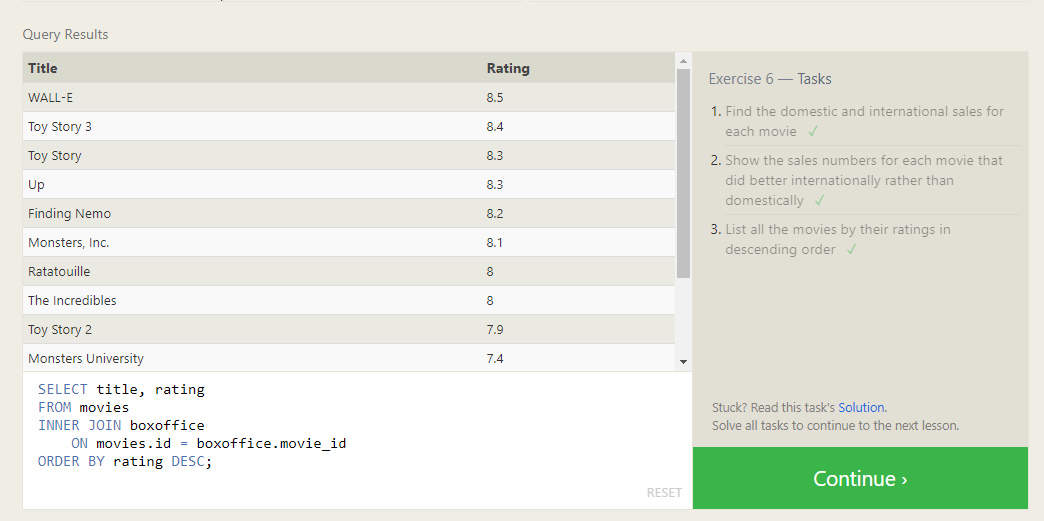 Query Results
Title Rating
WALL-E 8.5
Toy Story 3 8.4
Toy Story 8.3
Up 8.3
Finding Nemo 8.2
Monsters, Inc. 8.1
Ratatouille 8
The Incredibles 8
Toy Story 2 7.9
Monsters University 7.4
SELECT title, rating
FROM movies
INNER JOIN boxoffice
    ON movies.id = boxoffice.movie_id
ORDER BY rating DESC;
RESET
Exercise 6 — Tasks
1. Find the domestic and international sales for
each movie ✓
2. Show the sales numbers for each movie that
did better internationally rather than
domestically ✓
3. List all the movies by their ratings in
descending order ✓
Stuck? Read this task's Solution.
Solve all tasks to continue to the next lesson.
Continue ›